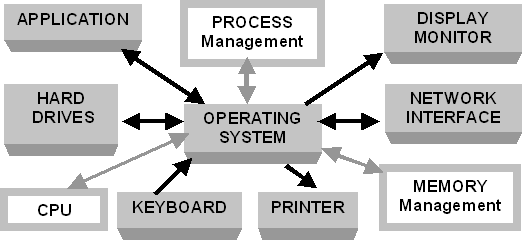 APPLICATION
PROCESS
Management
DISPLAY
MONITOR
HARD
DRIVES
OPERATING
SYSTEM
NETWORK
INTERFACE
CPU
KEYBOARD
PRINTER
MEMORY
Management